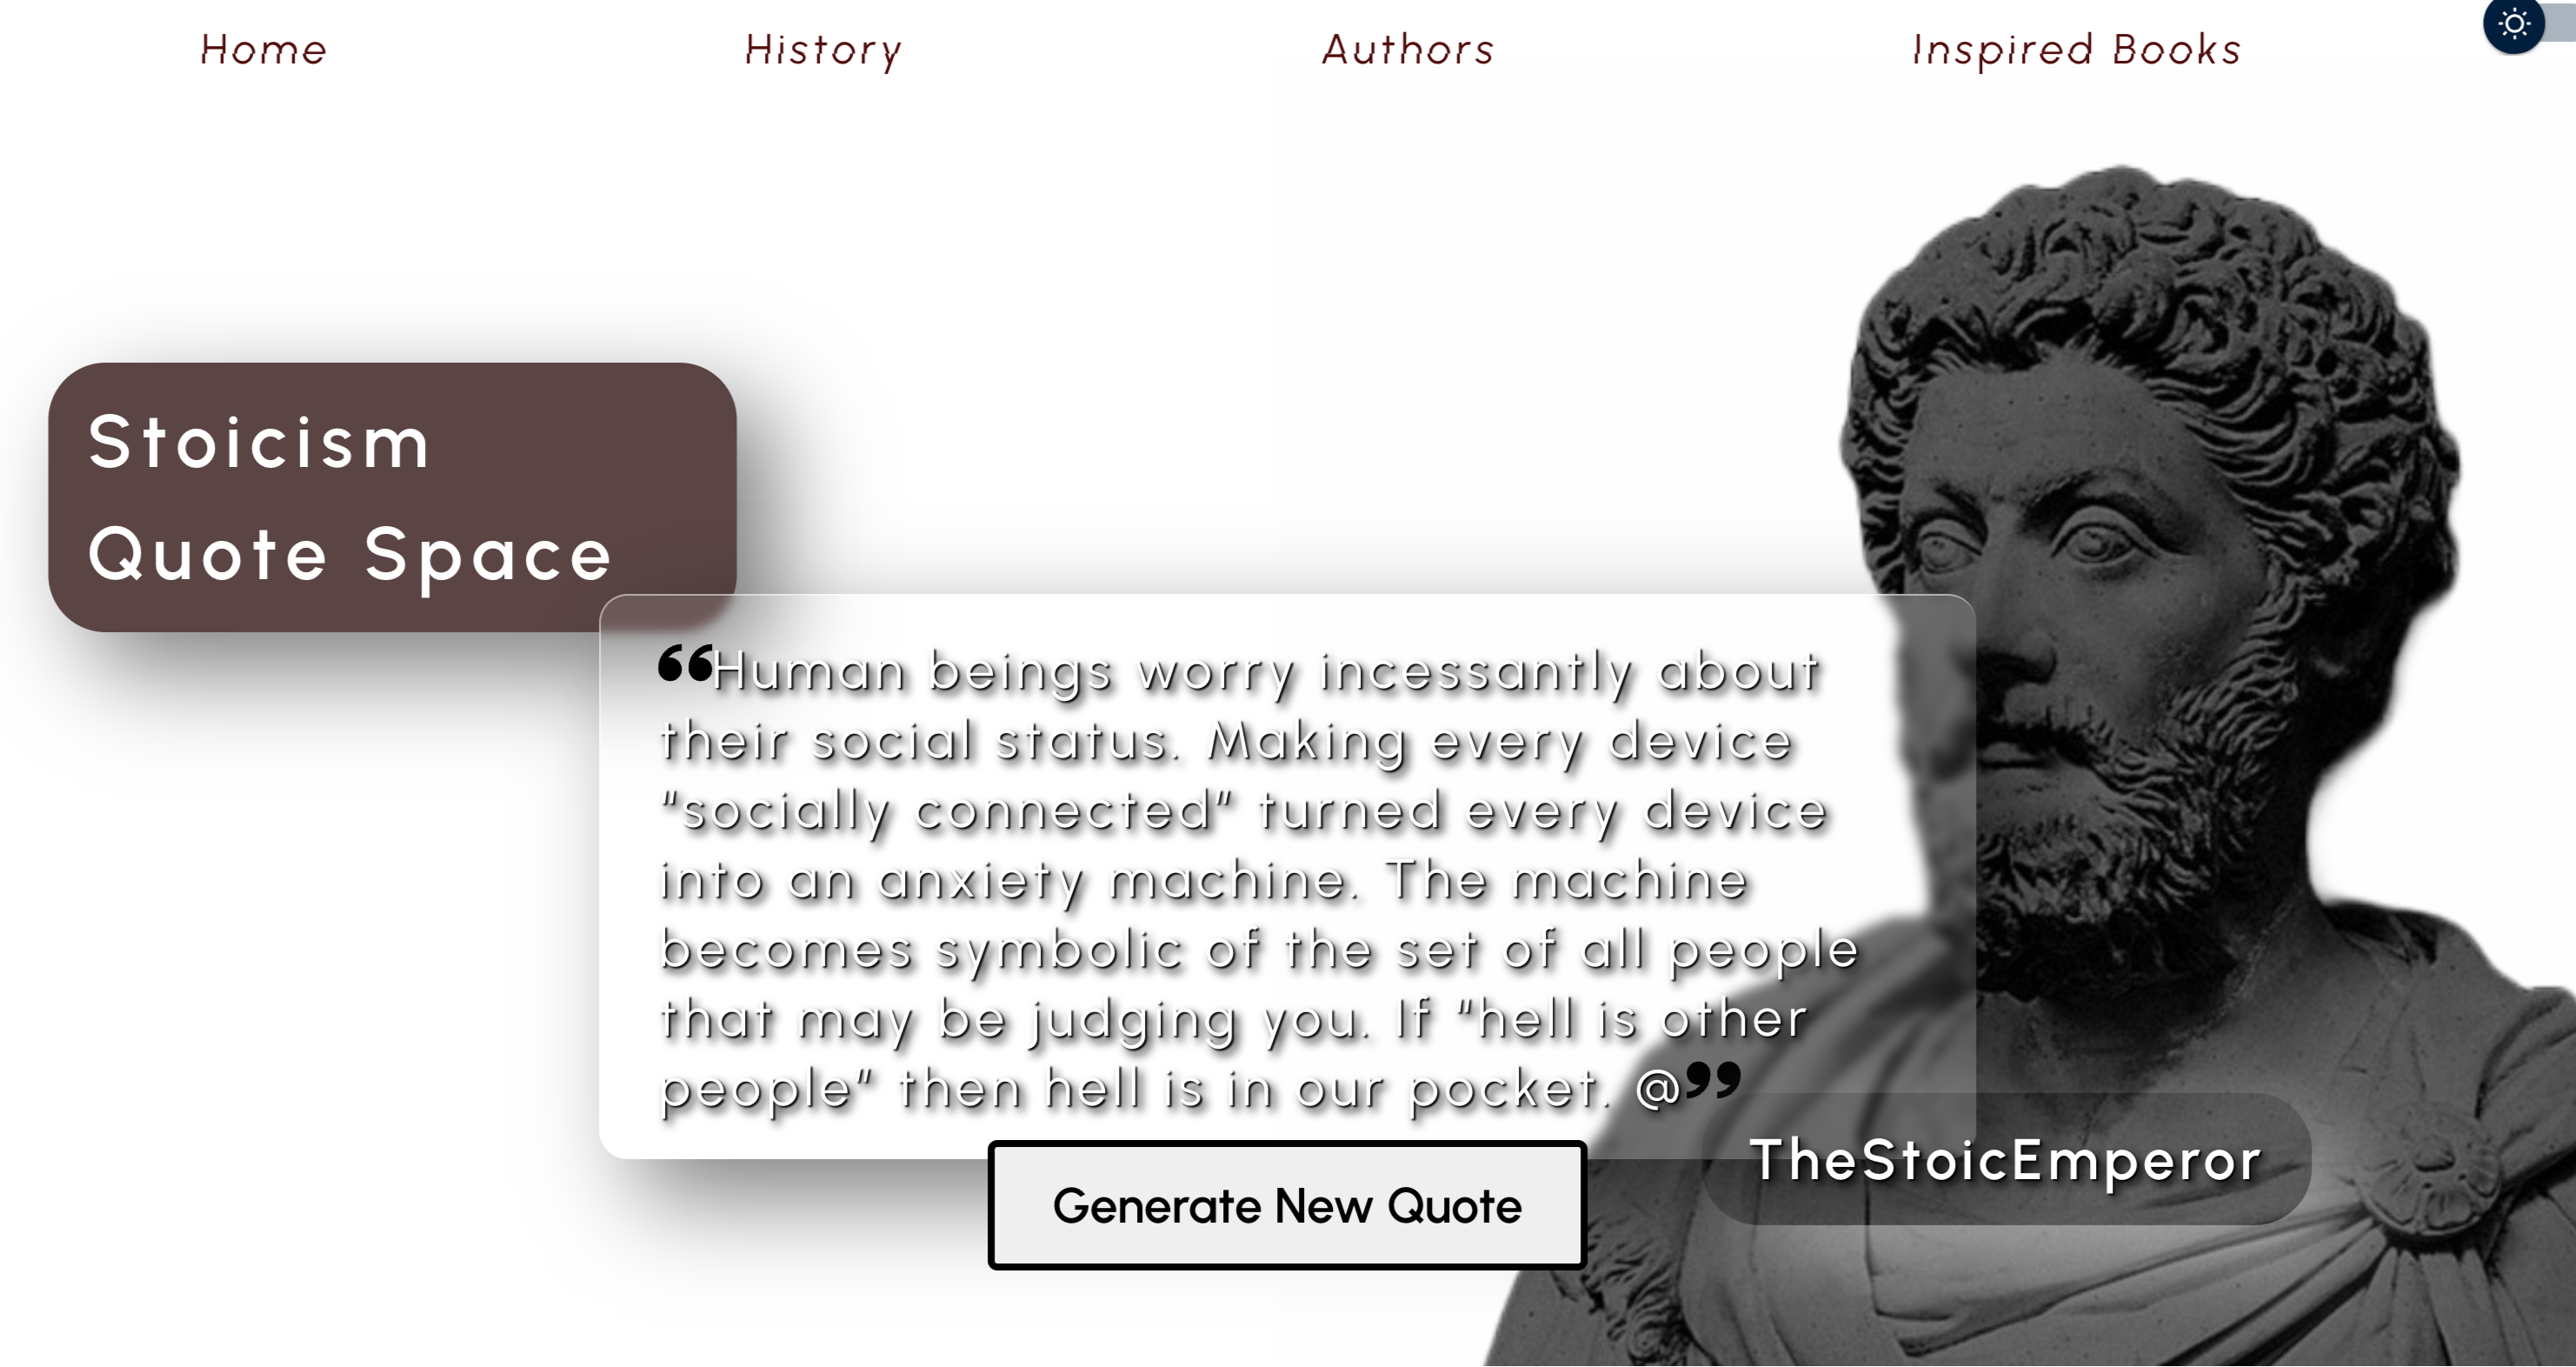 Home History Authors Inspired Books
Stoicism
Quote Space
“Human beings worry incessantly about
their social status. Making every device
"socially connected" turned every device
into an anxiety machine. The machine
becomes symbolic of the set of all people
that may be judging you. If "hell is other
people" then hell is in our pocket. @”
TheStoicEmperor
Generate New Quote